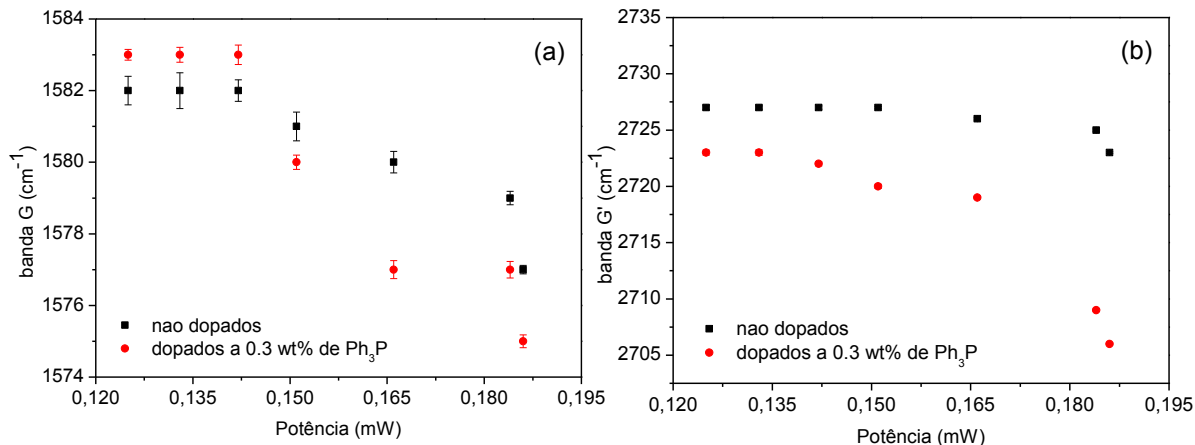 1584
1582
1580
1577
1576
1574
banda G (cm⁻¹)
(a)
nao dopados
dopados a 0.3 wt% de Ph₃P
0,120
0,135
0,150
0,165
0,180
0,195
Potência (mW)
2735
2730
2725
2720
2715
2710
2705
banda G' (cm⁻¹)
(b)
nao dopados
dopados a 0.3 wt% de Ph₃P
0,120
0,135
0,150
0,165
0,180
0,195
Potência (mW)